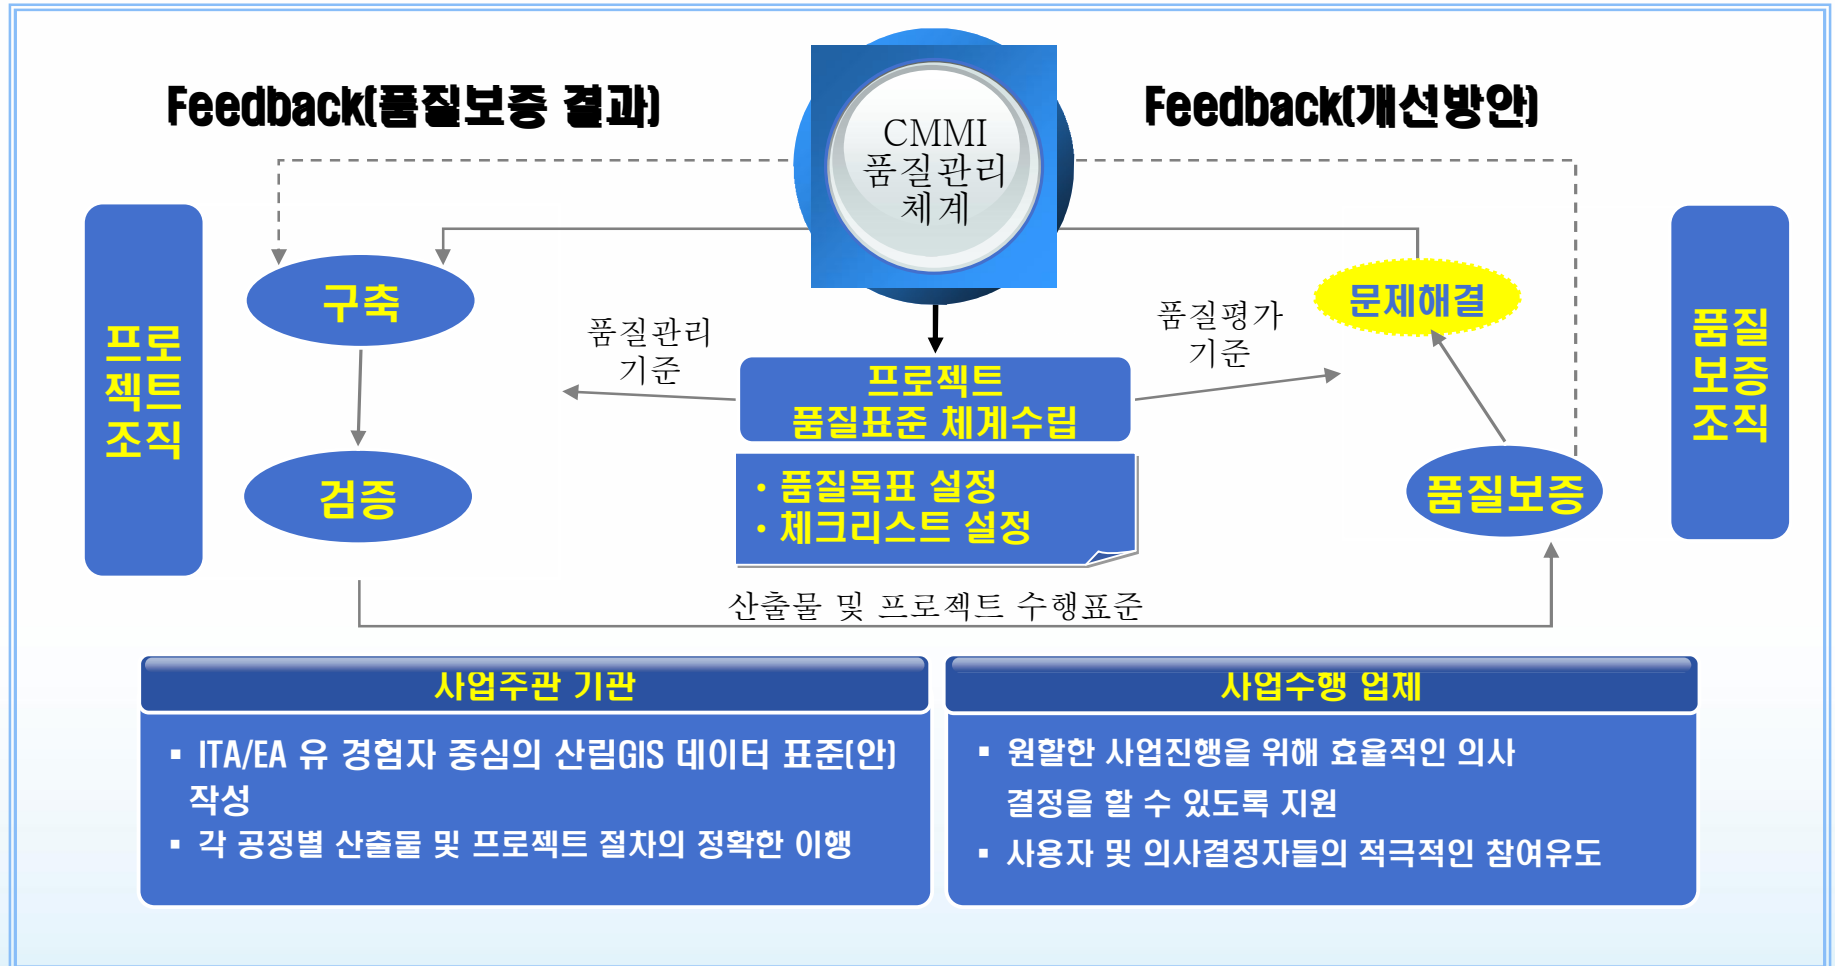 Feedback(품질보증 결과)
Feedback(개선방안)
CMMI
품질관리
체계
프로
젝트
조직
구축
검증
품질관리
기준
프로젝트
품질표준 체계수립
• 품질목표 설정
• 체크리스트 설정
품질평가
기준
문제해결
품질보증
품질
보증
조직
산출물 및 프로젝트 수행표준
사업주관 기관
▪ ITA/EA 유 경험자 중심의 산림GIS 데이터 표준(안)
작성
▪ 각 공정별 산출물 및 프로젝트 절차의 정확한 이행
사업수행 업체
▪ 원할한 사업진행을 위해 효율적인 의사
결정을 할 수 있도록 지원
▪ 사용자 및 의사결정자들의 적극적인 참여유도